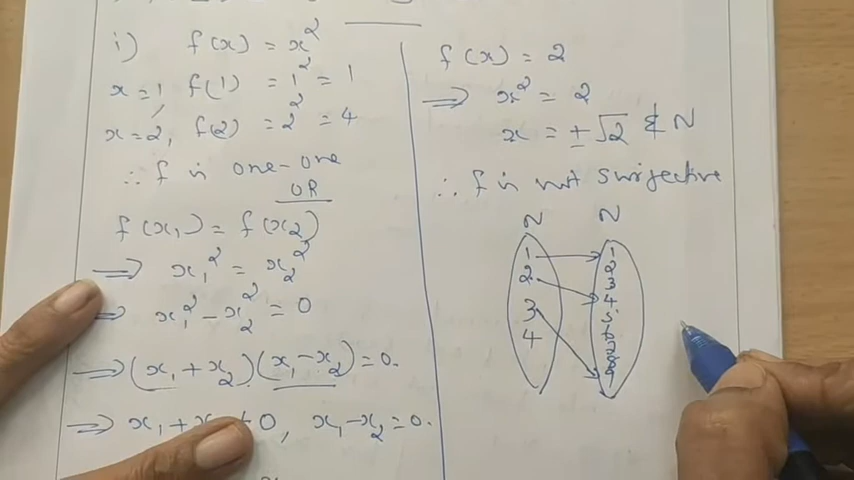 i) f(x) = x²
x=1, f(1) = 1² = 1
x=2, f(2) = 2² = 4
∴ f is one-one
OR
f(x₁) = f(x₂)
⇒ x₁² = x₂²
⇒ x₁² - x₂² = 0
⇒ (x₁ + x₂)(x₁ - x₂) = 0.
⇒ x₁ + x₂ ≠ 0, x₁ - x₂ = 0.
f(x) = 2
⇒ x² = 2
x = ± √2 ∉ N
∴ f is not surjective
N N
1 1
2 2
3 3
4 4
5
6
7
8
9